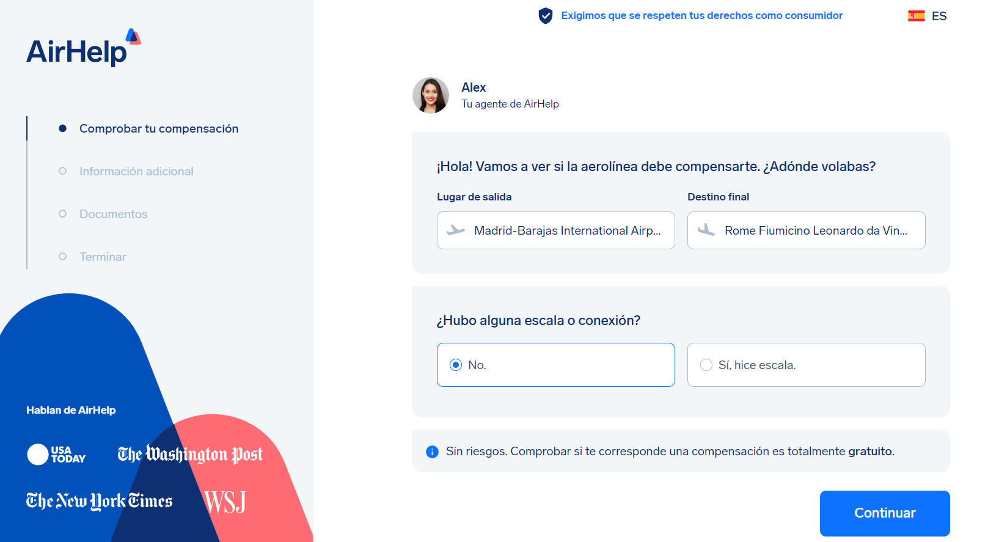 Exigimos que se respeten tus derechos como consumidor
ES
AirHelp
Alex
Tu agente de AirHelp
Comprobar tu compensación
Información adicional
Documentos
Terminar
¡Hola! Vamos a ver si la aerolínea debe compensarte. ¿Adónde volabas?
Lugar de salida
Destino final
Madrid-Barajas International Airp...
Rome Fiumicino Leonardo da Vin...
¿Hubo alguna escala o conexión?
No.
Sí, hice escala.
Hablan de AirHelp
USA TODAY
The Washington Post
The New York Times
WSJ
Sin riesgos. Comprobar si te corresponde una compensación es totalmente gratuito.
Continuar